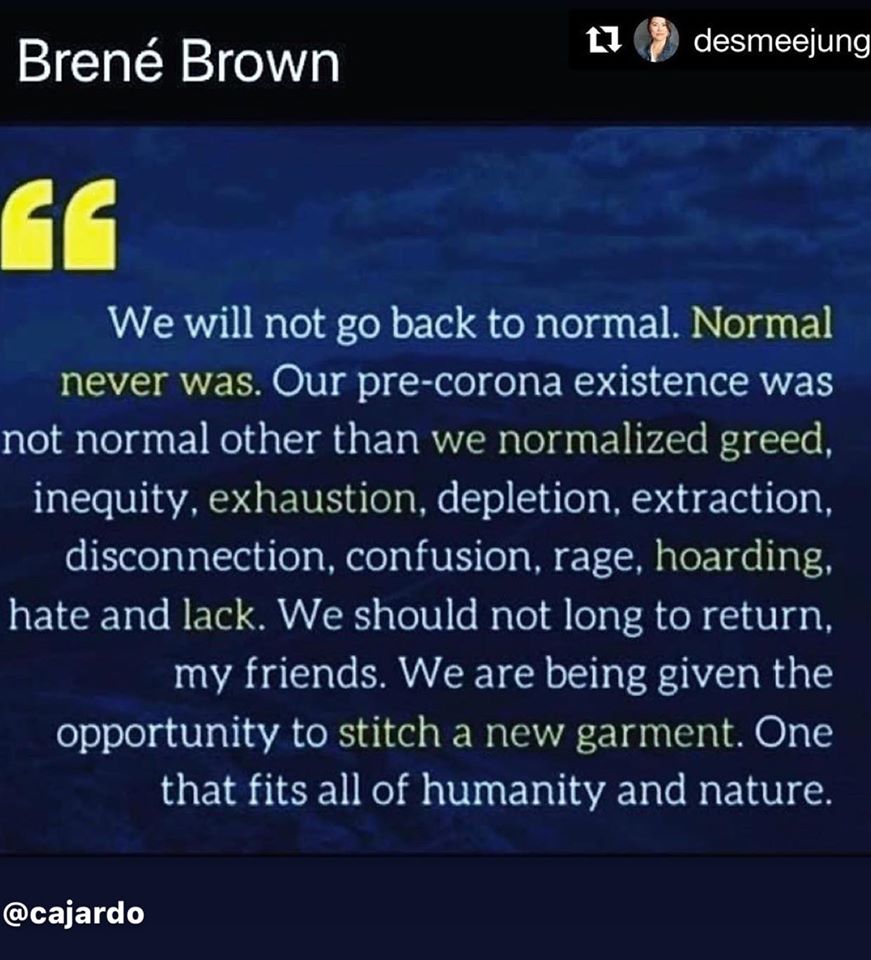 Brené Brown
desmeejung
“
We will not go back to normal. Normal
never was. Our pre-corona existence was
not normal other than we normalized greed,
inequity, exhaustion, depletion, extraction,
disconnection, confusion, rage, hoarding,
hate and lack. We should not long to return,
my friends. We are being given the
opportunity to stitch a new garment. One
that fits all of humanity and nature.
@cajardo